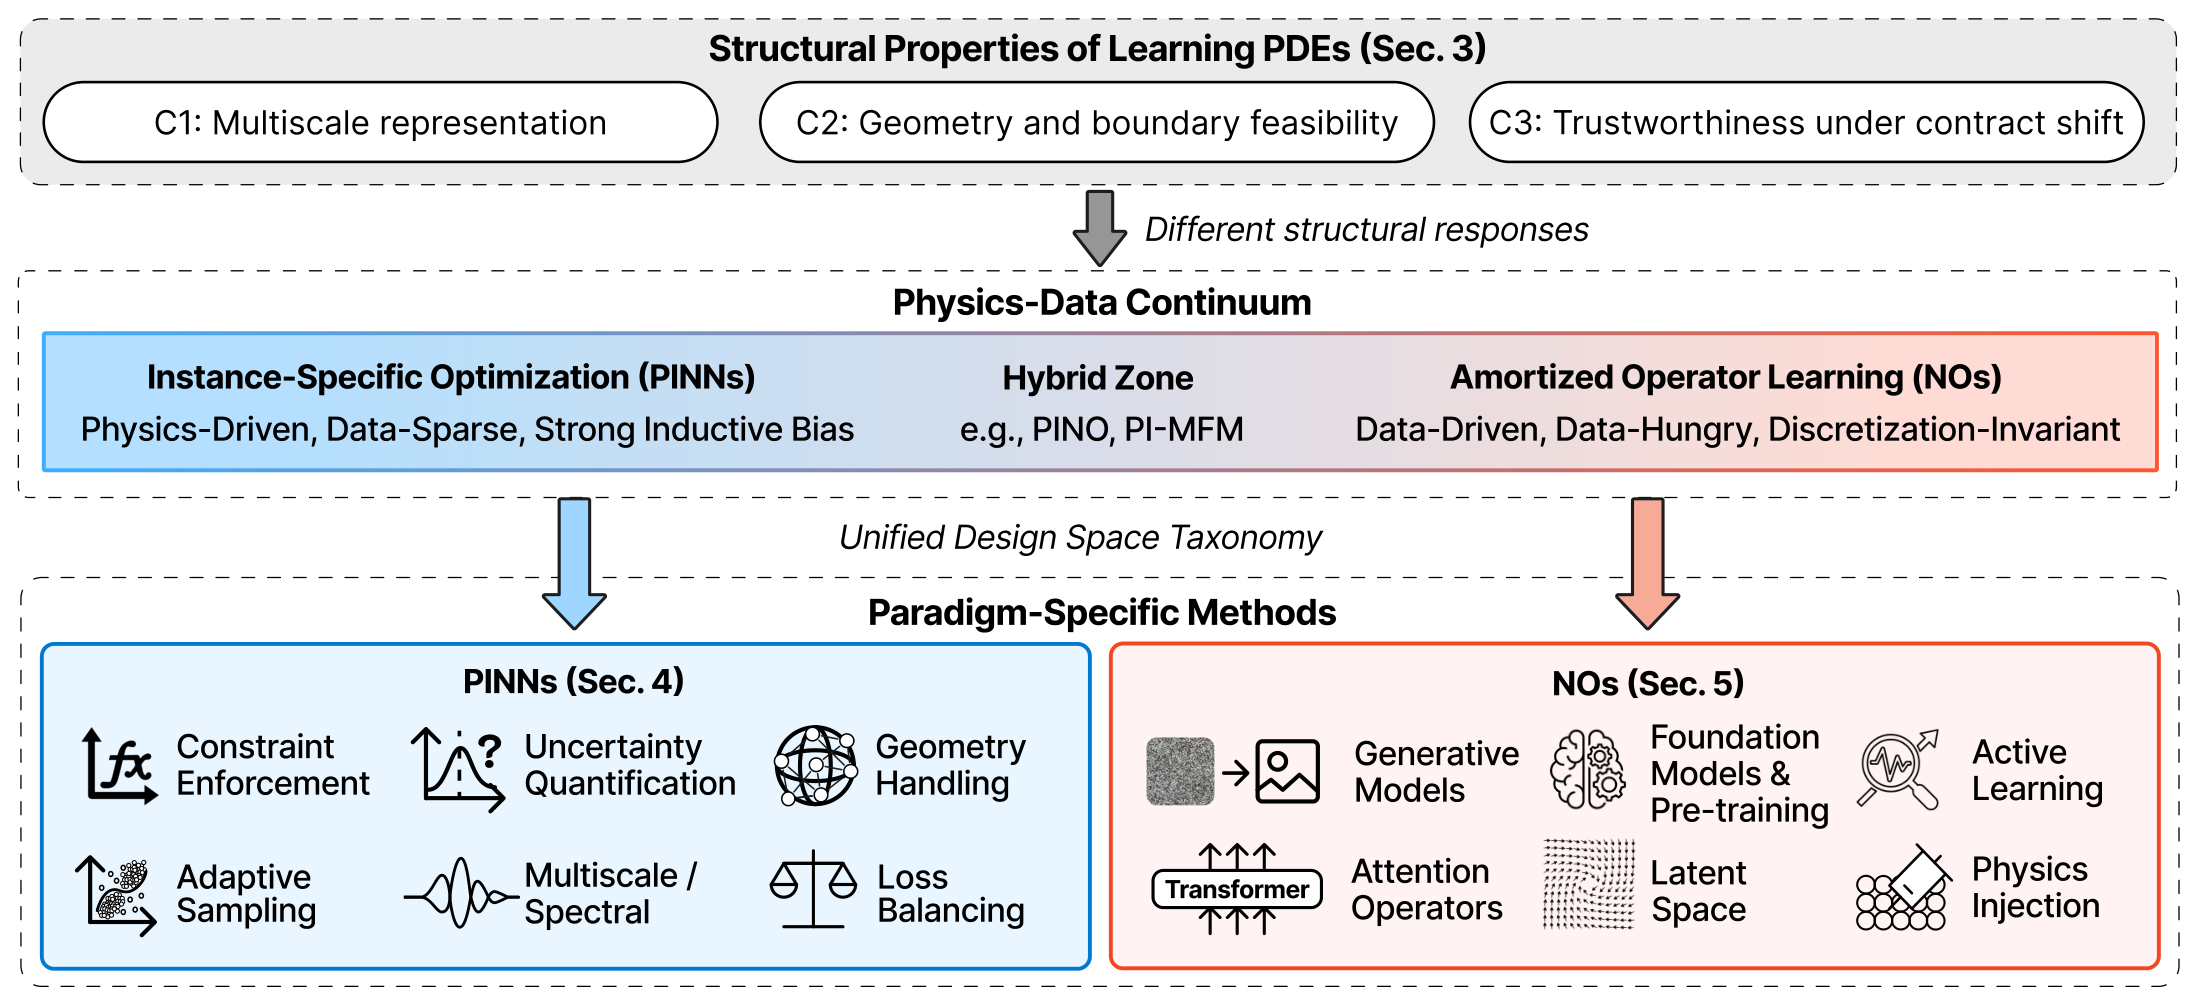 Structural Properties of Learning PDEs (Sec. 3)
C1: Multiscale representation
C2: Geometry and boundary feasibility
C3: Trustworthiness under contract shift
Different structural responses
Physics-Data Continuum
Instance-Specific Optimization (PINNs)
Physics-Driven, Data-Sparse, Strong Inductive Bias
Hybrid Zone
e.g., PINO, PI-MFM
Amortized Operator Learning (NOs)
Data-Driven, Data-Hungry, Discretization-Invariant
Unified Design Space Taxonomy
Paradigm-Specific Methods
PINNs (Sec. 4)
fx
Constraint
Enforcement
?
Uncertainty
Quantification
Geometry
Handling
Adaptive
Sampling
Multiscale /
Spectral
Loss
Balancing
NOs (Sec. 5)
Generative
Models
Foundation
Models &
Pre-training
Active
Learning
Transformer
Attention
Operators
Latent
Space
Physics
Injection